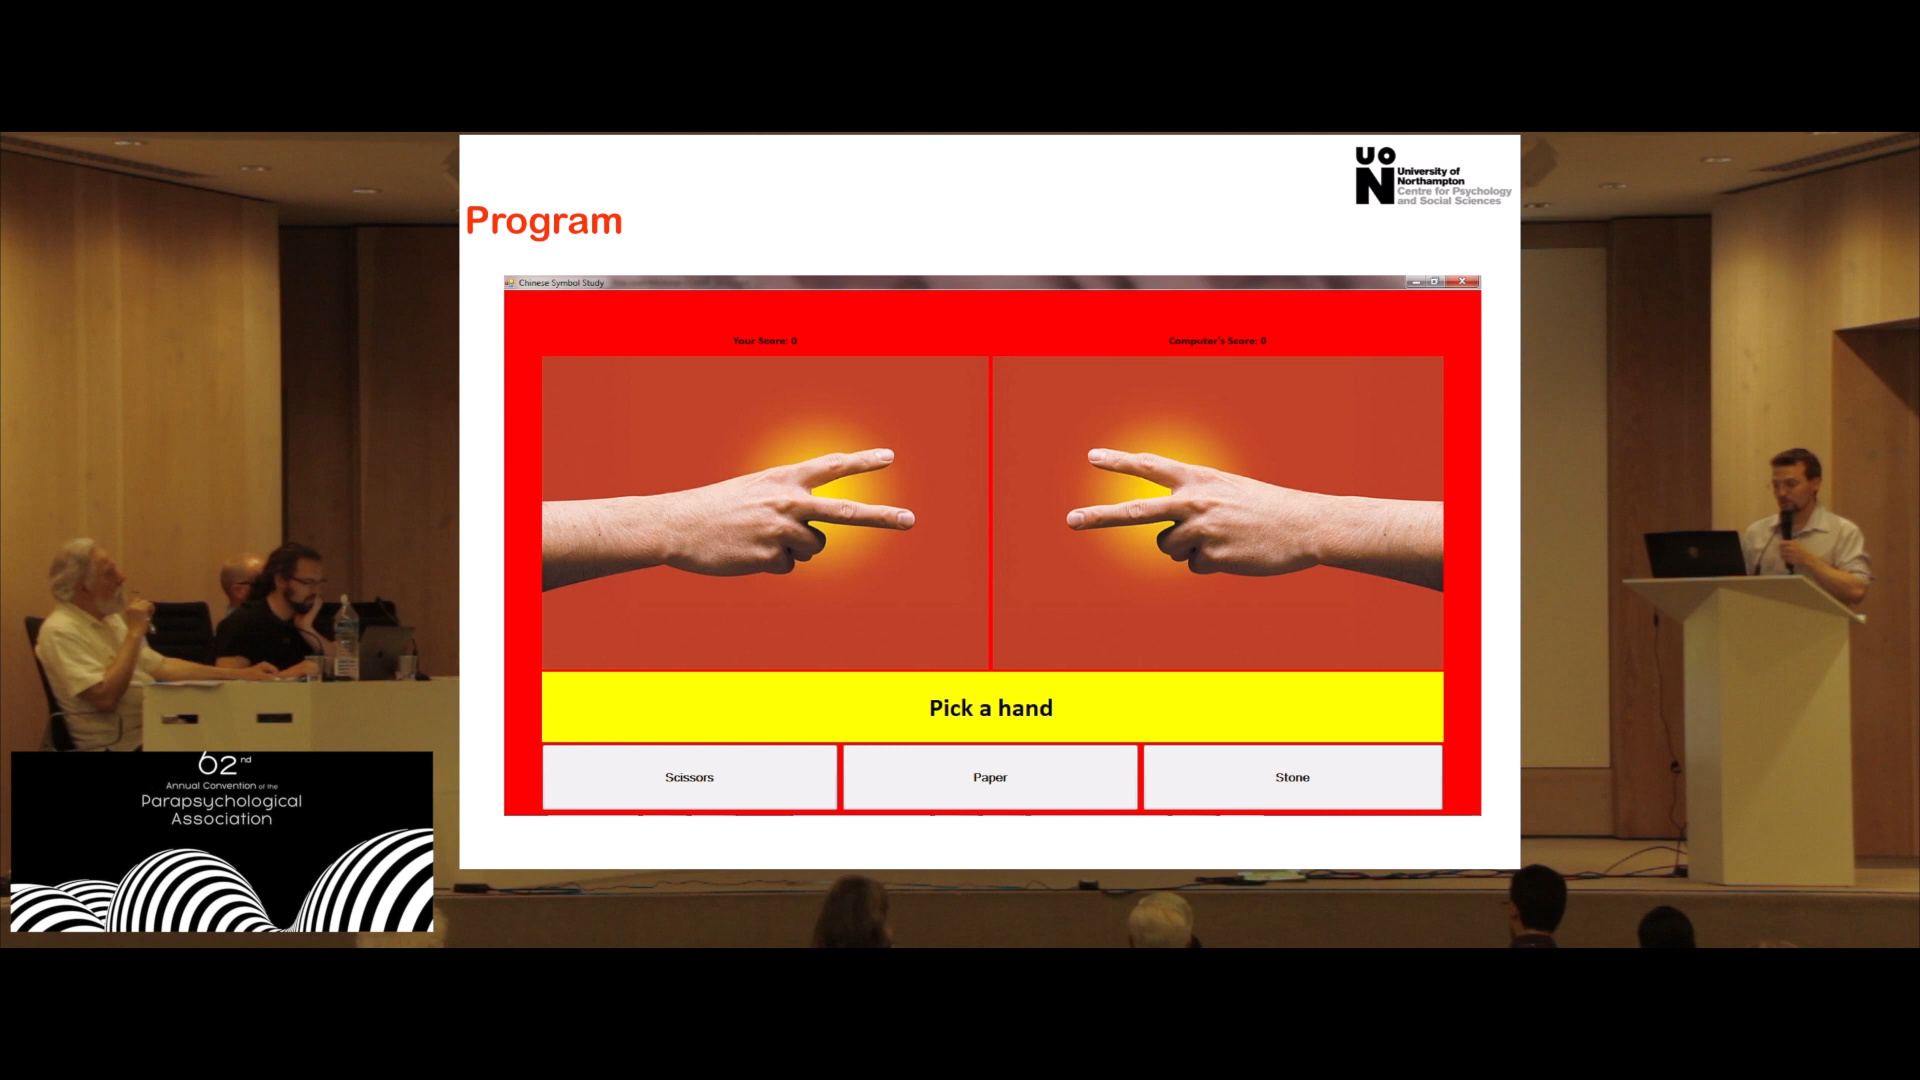 UO
N
University of
Northampton
Centre for Psychology
and Social Sciences
Program
Chinese Symbol Study
Your Score: 0
Computer's Score: 0
Pick a hand
Scissors
Paper
Stone
62nd
Annual Convention of the
Parapsychological
Association